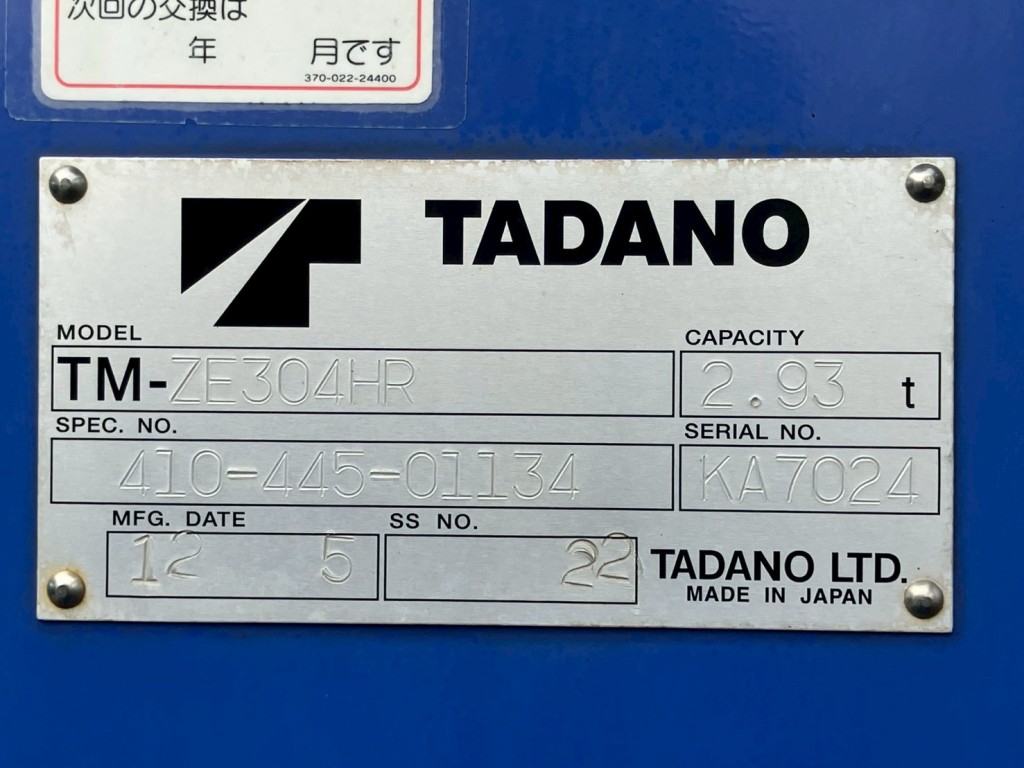 次回の交換は
年 月です
370-022-24400
TADANO
MODEL
TM-ZE304HR
CAPACITY
2.93 t
SPEC. NO.
410-445-01134
SERIAL NO.
KA7024
MFG. DATE
12 5
SS NO.
22
TADANO LTD.
MADE IN JAPAN